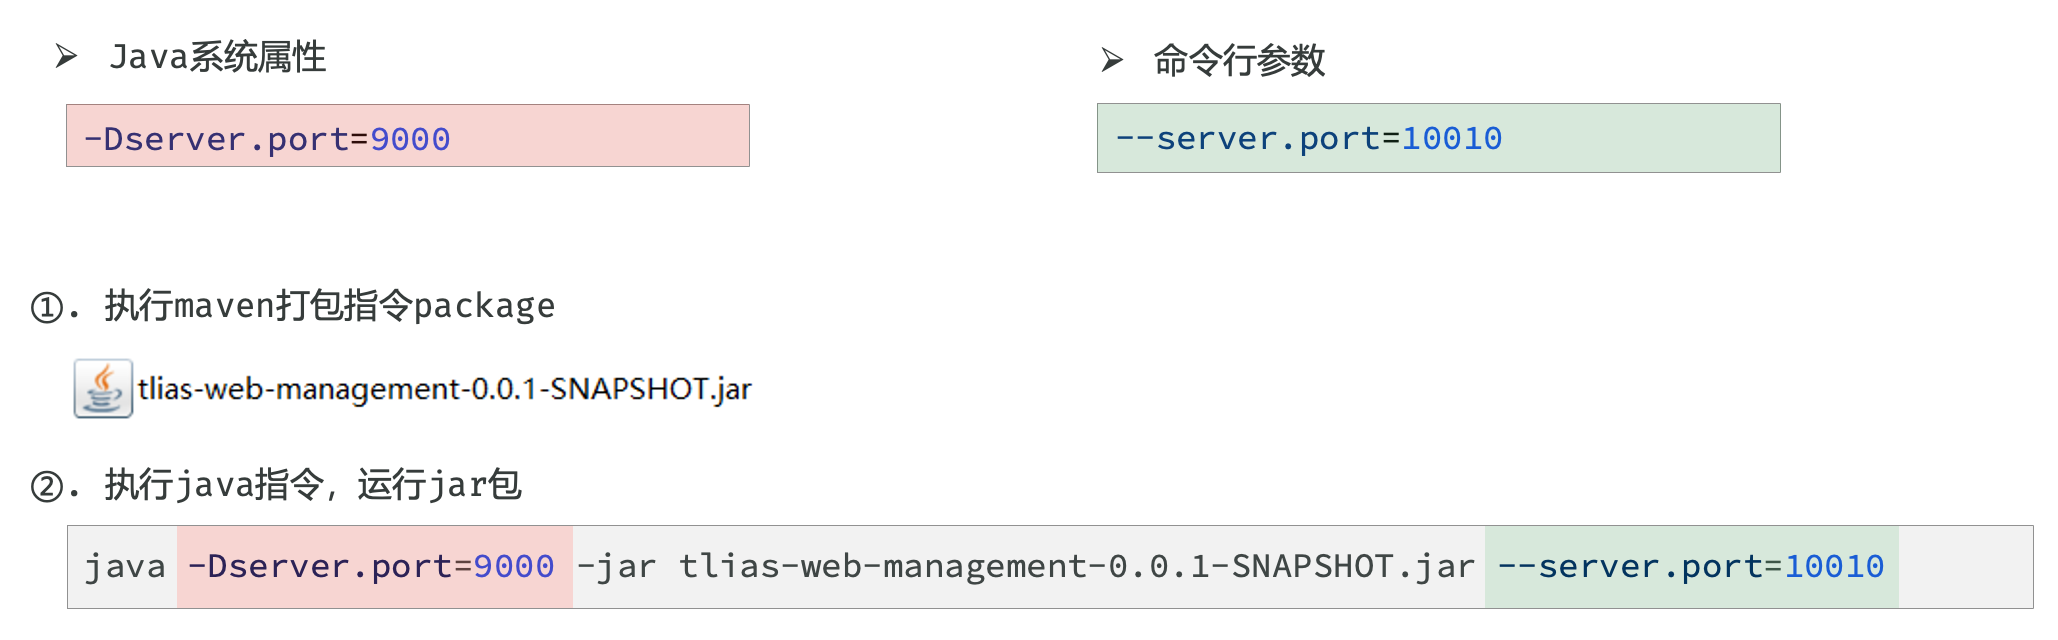 ➢ Java系统属性
-Dserver.port=9000
➢ 命令行参数
--server.port=10010
①. 执行maven打包指令package
tlias-web-management-0.0.1-SNAPSHOT.jar
②. 执行java指令，运行jar包
java -Dserver.port=9000 -jar tlias-web-management-0.0.1-SNAPSHOT.jar --server.port=10010